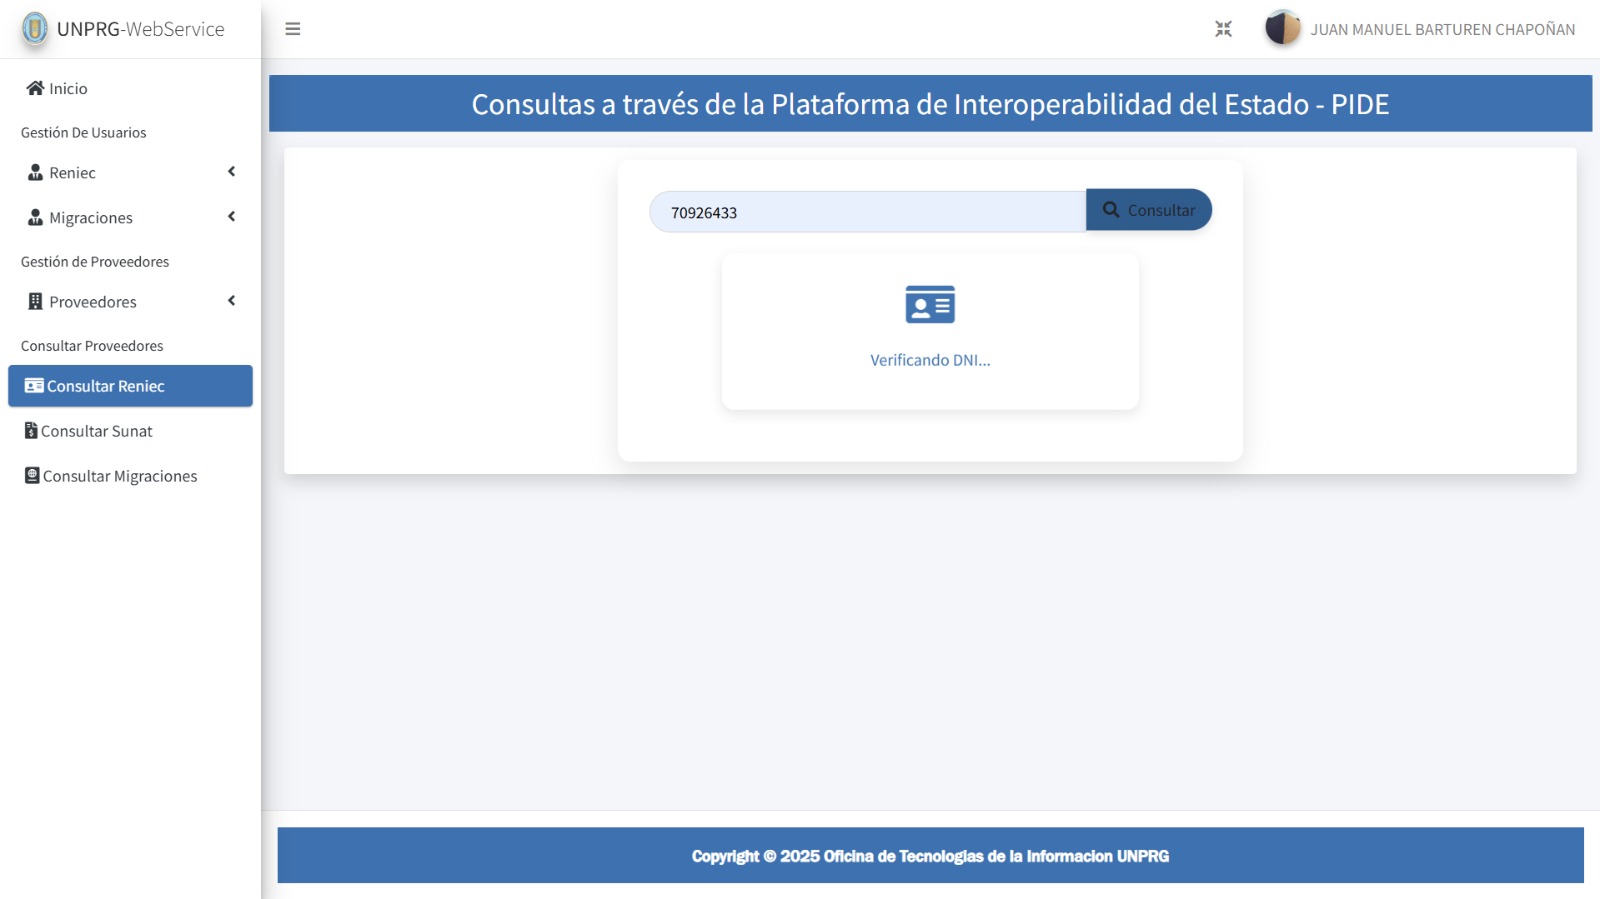 UNPRG-WebService
JUAN MANUEL BARTUREN CHAPOÑAN
Inicio
Gestión De Usuarios
Reniec
Migraciones
Gestión de Proveedores
Proveedores
Consultar Proveedores
Consultar Reniec
Consultar Sunat
Consultar Migraciones
Consultas a través de la Plataforma de Interoperabilidad del Estado - PIDE
70926433
Consultar
Verificando DNI...
Copyright © 2025 Oficina de Tecnologias de la Informacion UNPRG